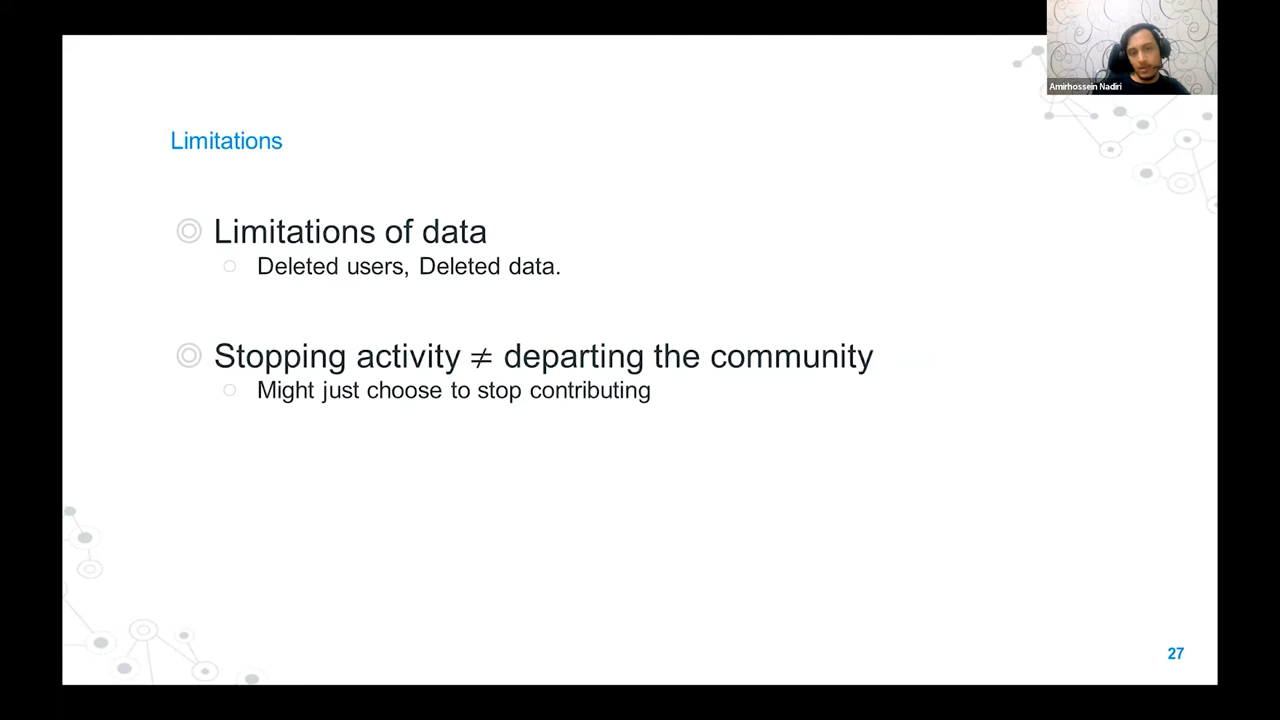 Amirhossein Nadiri
Limitations
Limitations of data
Deleted users, Deleted data.
Stopping activity ≠ departing the community
Might just choose to stop contributing
27